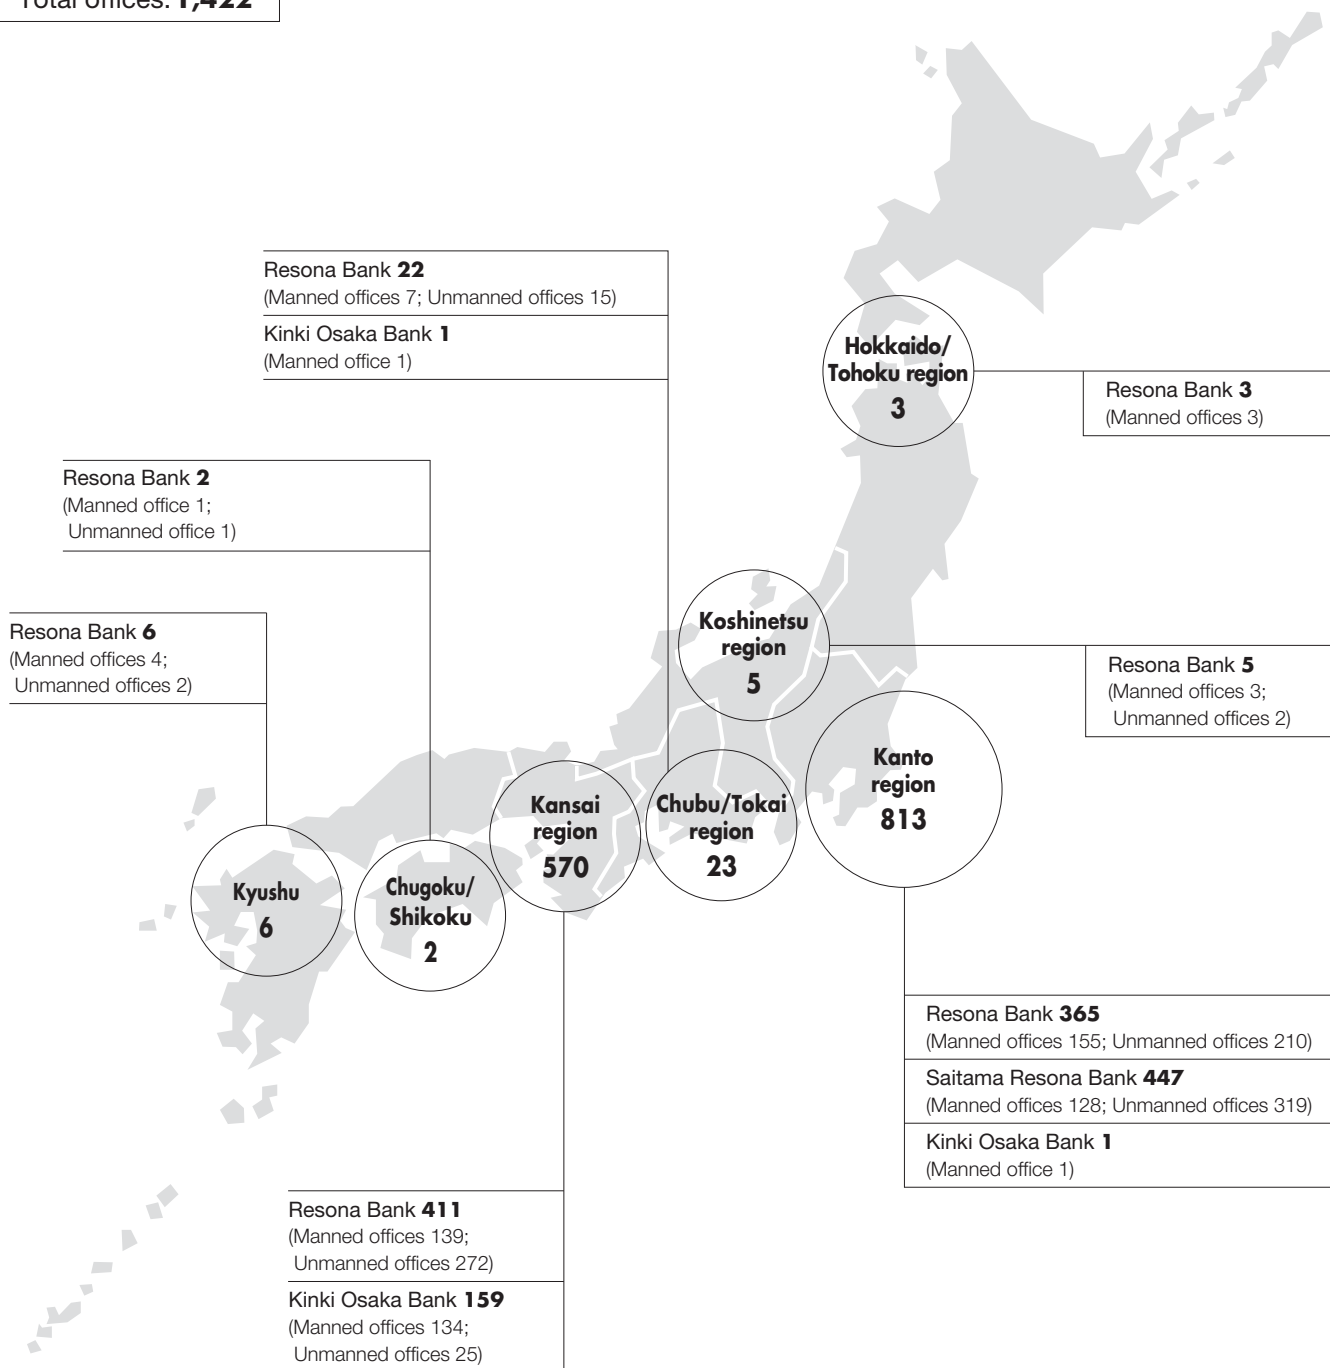 Total offices: 1,422
Resona Bank 22
(Manned offices 7; Unmanned offices 15)
Kinki Osaka Bank 1
(Manned office 1)
Hokkaido/
Tohoku region
3
Resona Bank 3
(Manned offices 3)
Resona Bank 2
(Manned office 1;
Unmanned office 1)
Koshinetsu
region
5
Resona Bank 6
(Manned offices 4;
Unmanned offices 2)
Resona Bank 5
(Manned offices 3;
Unmanned offices 2)
Kanto
region
813
Kansai
region
570
Chubu/Tokai
region
23
Kyushu
6
Chugoku/
Shikoku
2
Resona Bank 365
(Manned offices 155; Unmanned offices 210)
Saitama Resona Bank 447
(Manned offices 128; Unmanned offices 319)
Kinki Osaka Bank 1
(Manned office 1)
Resona Bank 411
(Manned offices 139;
Unmanned offices 272)
Kinki Osaka Bank 159
(Manned offices 134;
Unmanned offices 25)